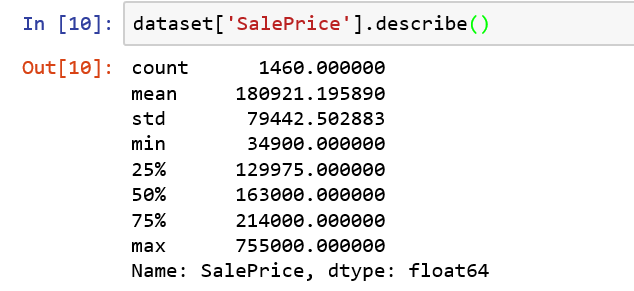 In [10]: dataset['SalePrice'].describe()
Out[10]: count 1460.000000
mean 180921.195890
std 79442.502883
min 34900.000000
25% 129975.000000
50% 163000.000000
75% 214000.000000
max 755000.000000
Name: SalePrice, dtype: float64